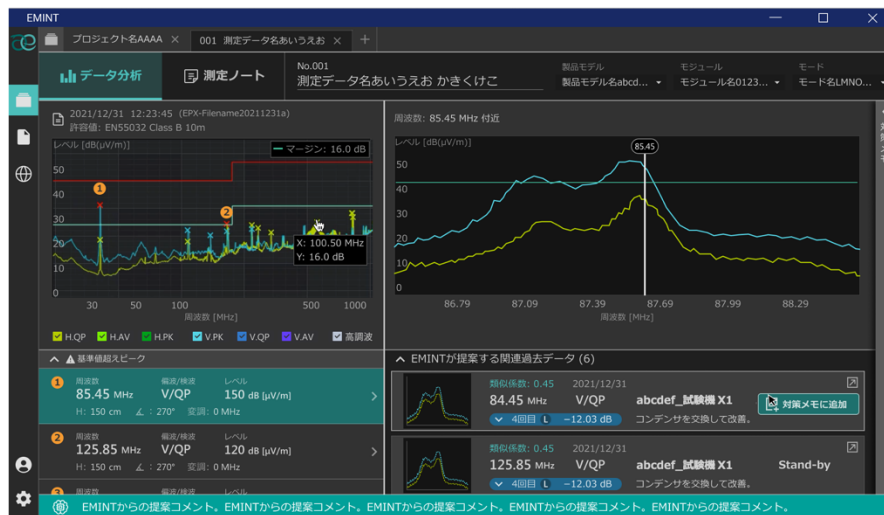 EMINT
プロジェクト名AAAA
001 測定データ名あいうえお
データ分析
測定ノート
No.001
測定データ名あいうえお かきくけこ
製品モデル
製品モデル名abcd...
モジュール
モジュール名0123...
モード
モード名LMNO...
2021/12/31 12:23:45 (EPX-Filename20211231a)
許容値: EN55032 Class B 10m
レベル [dB(μV/m)]
マージン: 16.0 dB
50
40
30
20
10
0
1
2
X: 100.50 MHz
Y: 16.0 dB
30 50 100 500 1000
周波数 [MHz]
H.QP H.AV H.PK V.PK V.QP V.AV 高調波
周波数: 85.45 MHz 付近
レベル [dB(μV/m)]
85.45
50
40
30
20
10
0
86.79 87.09 87.39 87.69 87.99 88.29
周波数 [MHz]
基準値超えピーク
1
周波数 偏波/検波 レベル
85.45 MHz V/QP 150 dB [μV/m]
H: 150 cm ∡ : 270° 変調: 0 MHz
2
周波数 偏波/検波 レベル
125.85 MHz V/QP 120 dB [μV/m]
H: 150 cm ∡ : 270° 変調: 0 MHz
3
周波数 偏波/検波 レベル
EMINTが提案する関連過去データ (6)
類似係数: 0.45 2021/12/31
84.45 MHz V/QP abcdef_試験機 X1
対策メモに追加
4回目 L −12.03 dB コンデンサを交換して改善。
類似係数: 0.45 2021/12/31
125.85 MHz V/QP abcdef_試験機 X1 Stand-by
4回目 L −12.03 dB コンデンサを交換して改善。
EMINTからの提案コメント。EMINTからの提案コメント。EMINTからの提案コメント。EMINTからの提案コメント。EMINTからの提案コメント。